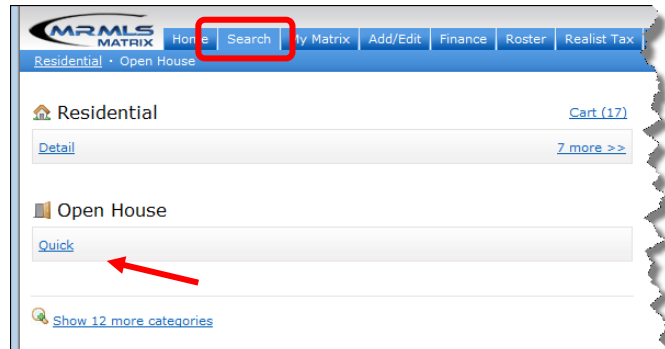 MRMLS
MATRIX
Home Search My Matrix Add/Edit Finance Roster Realist Tax
Residential · Open House
Residential Cart (17)
Detail 7 more >>
Open House
Quick
Show 12 more categories